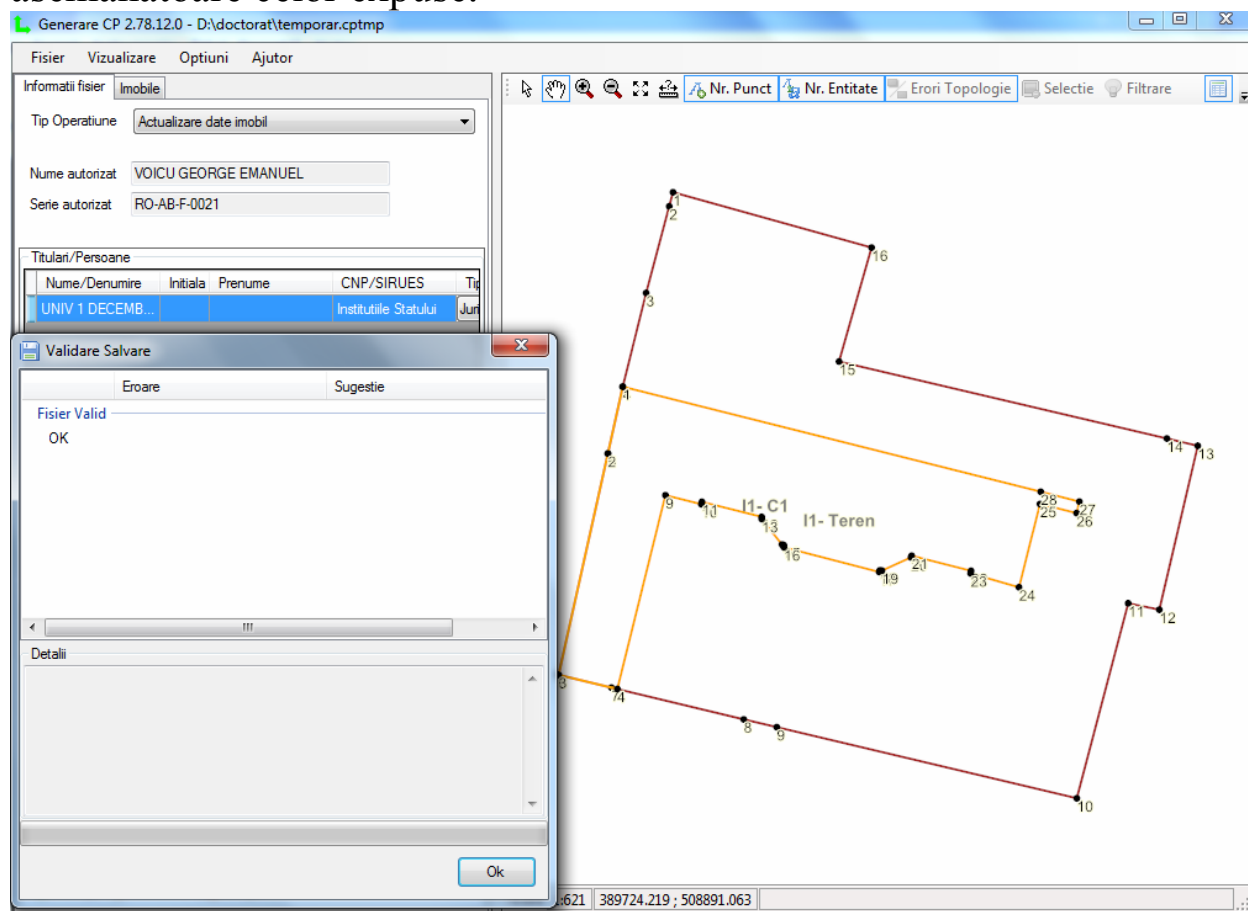 Generare CP 2.78.12.0 - D:\doctorat\temporar.cptmp
Fisier Vizualizare Optiuni Ajutor
Informatii fisier Imobile
Nr. Punct Nr. Entitate Erori Topologie Selectie Filtrare
Tip Operatiune Actualizare date imobil
Nume autorizat VOICU GEORGE EMANUEL
Serie autorizat RO-AB-F-0021
Titulari/Persoane
Nume/Denumire Initiala Prenume CNP/SIRUES Tip
UNIV 1 DECEMB... Institutiile Statului Juri
Validare Salvare
Eroare Sugestie
Fisier Valid
OK
Detalii
Ok
1
2
16
3
15
4
14 13
2
28
27
9 I1- C1 25 26
13 I1- Teren
16
21
19 23
24
11 12
3
8
9
10
:621 389724.219 ; 508891.063